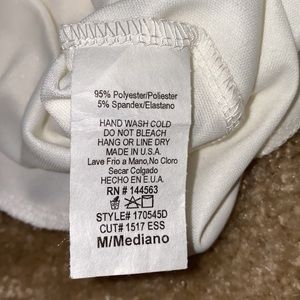 95% Polyester/Poliester
5% Spandex/Elastano
HAND WASH COLD
DO NOT BLEACH
HANG OR LINE DRY
MADE IN U.S.A.
Lave Frio a Mano,No Cloro
Secar Colgado
HECHO EN E.U.A.
RN # 144563
STYLE# 170545D
CUT# 1517 ESS
M/Mediano